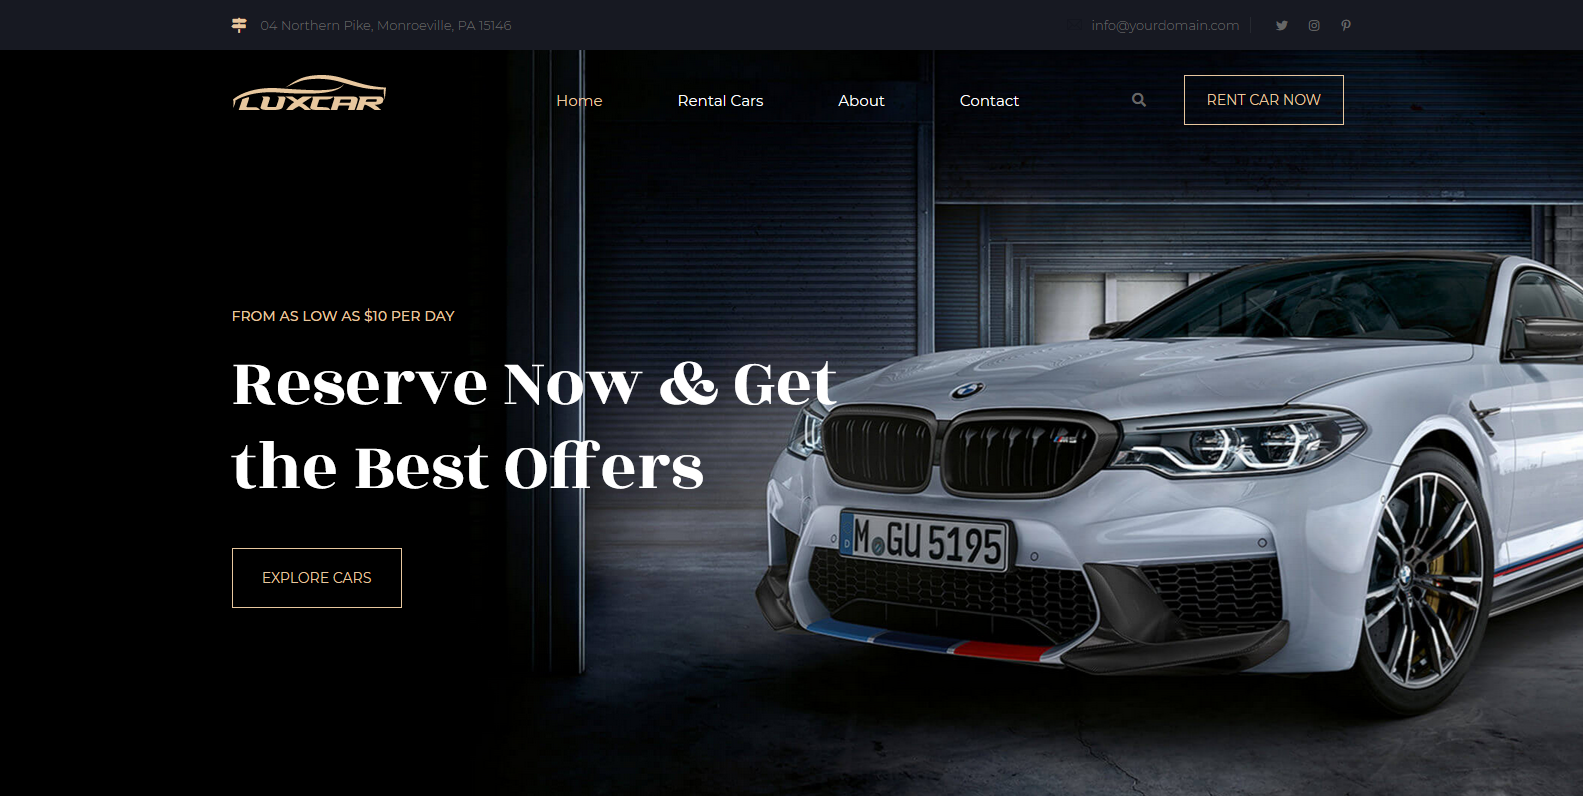 04 Northern Pike, Monroeville, PA 15146
info@yourdomain.com
LUXCAR
Home
Rental Cars
About
Contact
RENT CAR NOW
FROM AS LOW AS $10 PER DAY
Reserve Now & Get
the Best Offers
EXPLORE CARS
M5
D
M GU 5195